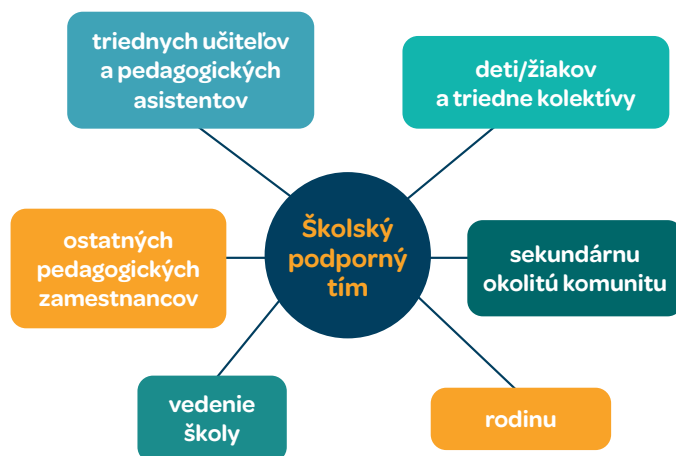 triednych učiteľov
a pedagogických
asistentov
deti/žiakov
a triedne kolektívy
Školský
podporný
tím
ostatných
pedagogických
zamestnancov
sekundárnu
okolitú komunitu
vedenie
školy
rodinu